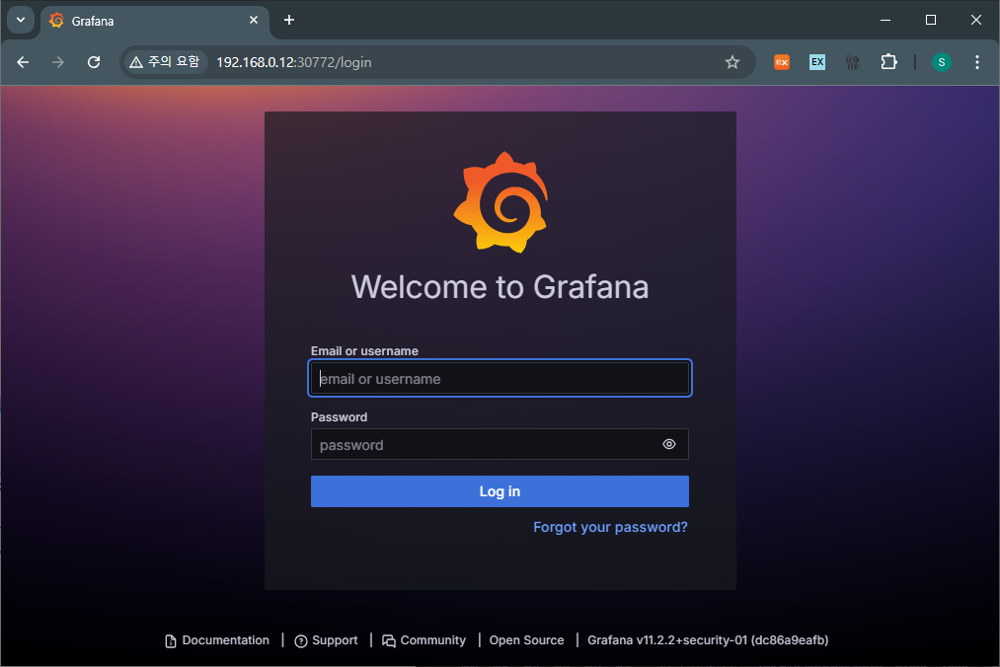 Grafana
주의 요함 192.168.0.12:30772/login
EX EX S
Welcome to Grafana
Email or username
email or username
Password
password
Log in
Forgot your password?
Documentation | Support | Community | Open Source | Grafana v11.2.2+security-01 (dc86a9eafb)